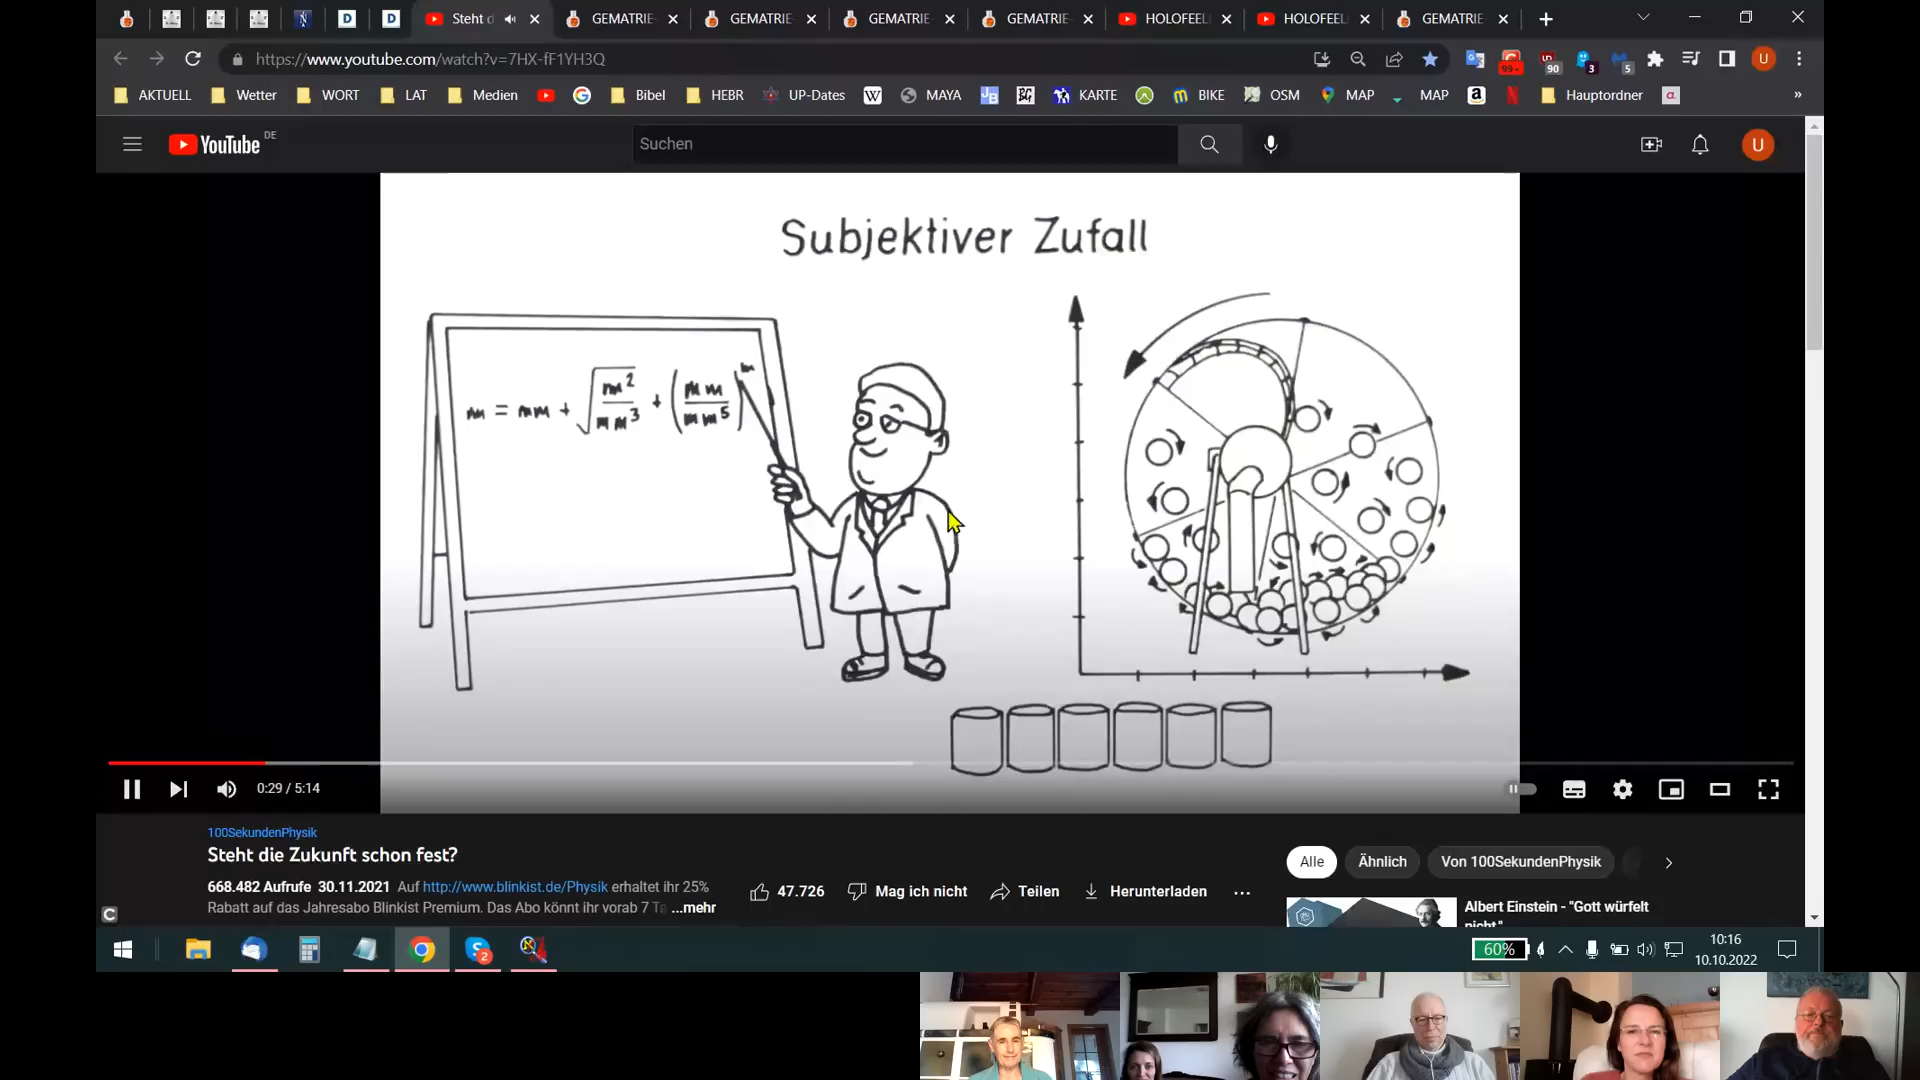 Steht d
GEMATRIE-
GEMATRIE-
GEMATRIE-
GEMATRIE-
HOLOFEEL
HOLOFEEL
GEMATRIE-
https://www.youtube.com/watch?v=7HX-fF1YH3Q
99+
90
3
5
U
AKTUELL
Wetter
WORT
LAT
Medien
Bibel
HEBR
UP-Dates
MAYA
KARTE
BIKE
OSM
MAP
MAP
Hauptordner
»
YouTube DE
Suchen
U
Subjektiver Zufall
0:29 / 5:14
100SekundenPhysik
Steht die Zukunft schon fest?
668.482 Aufrufe 30.11.2021 Auf http://www.blinkist.de/Physik erhaltet ihr 25%
Rabatt auf das Jahresabo Blinkist Premium. Das Abo könnt ihr vorab 7 Ta ...mehr
47.726
Mag ich nicht
Teilen
Herunterladen
...
Alle
Ähnlich
Von 100SekundenPhysik
Albert Einstein - "Gott würfelt
nicht"
60%
10:16
10.10.2022